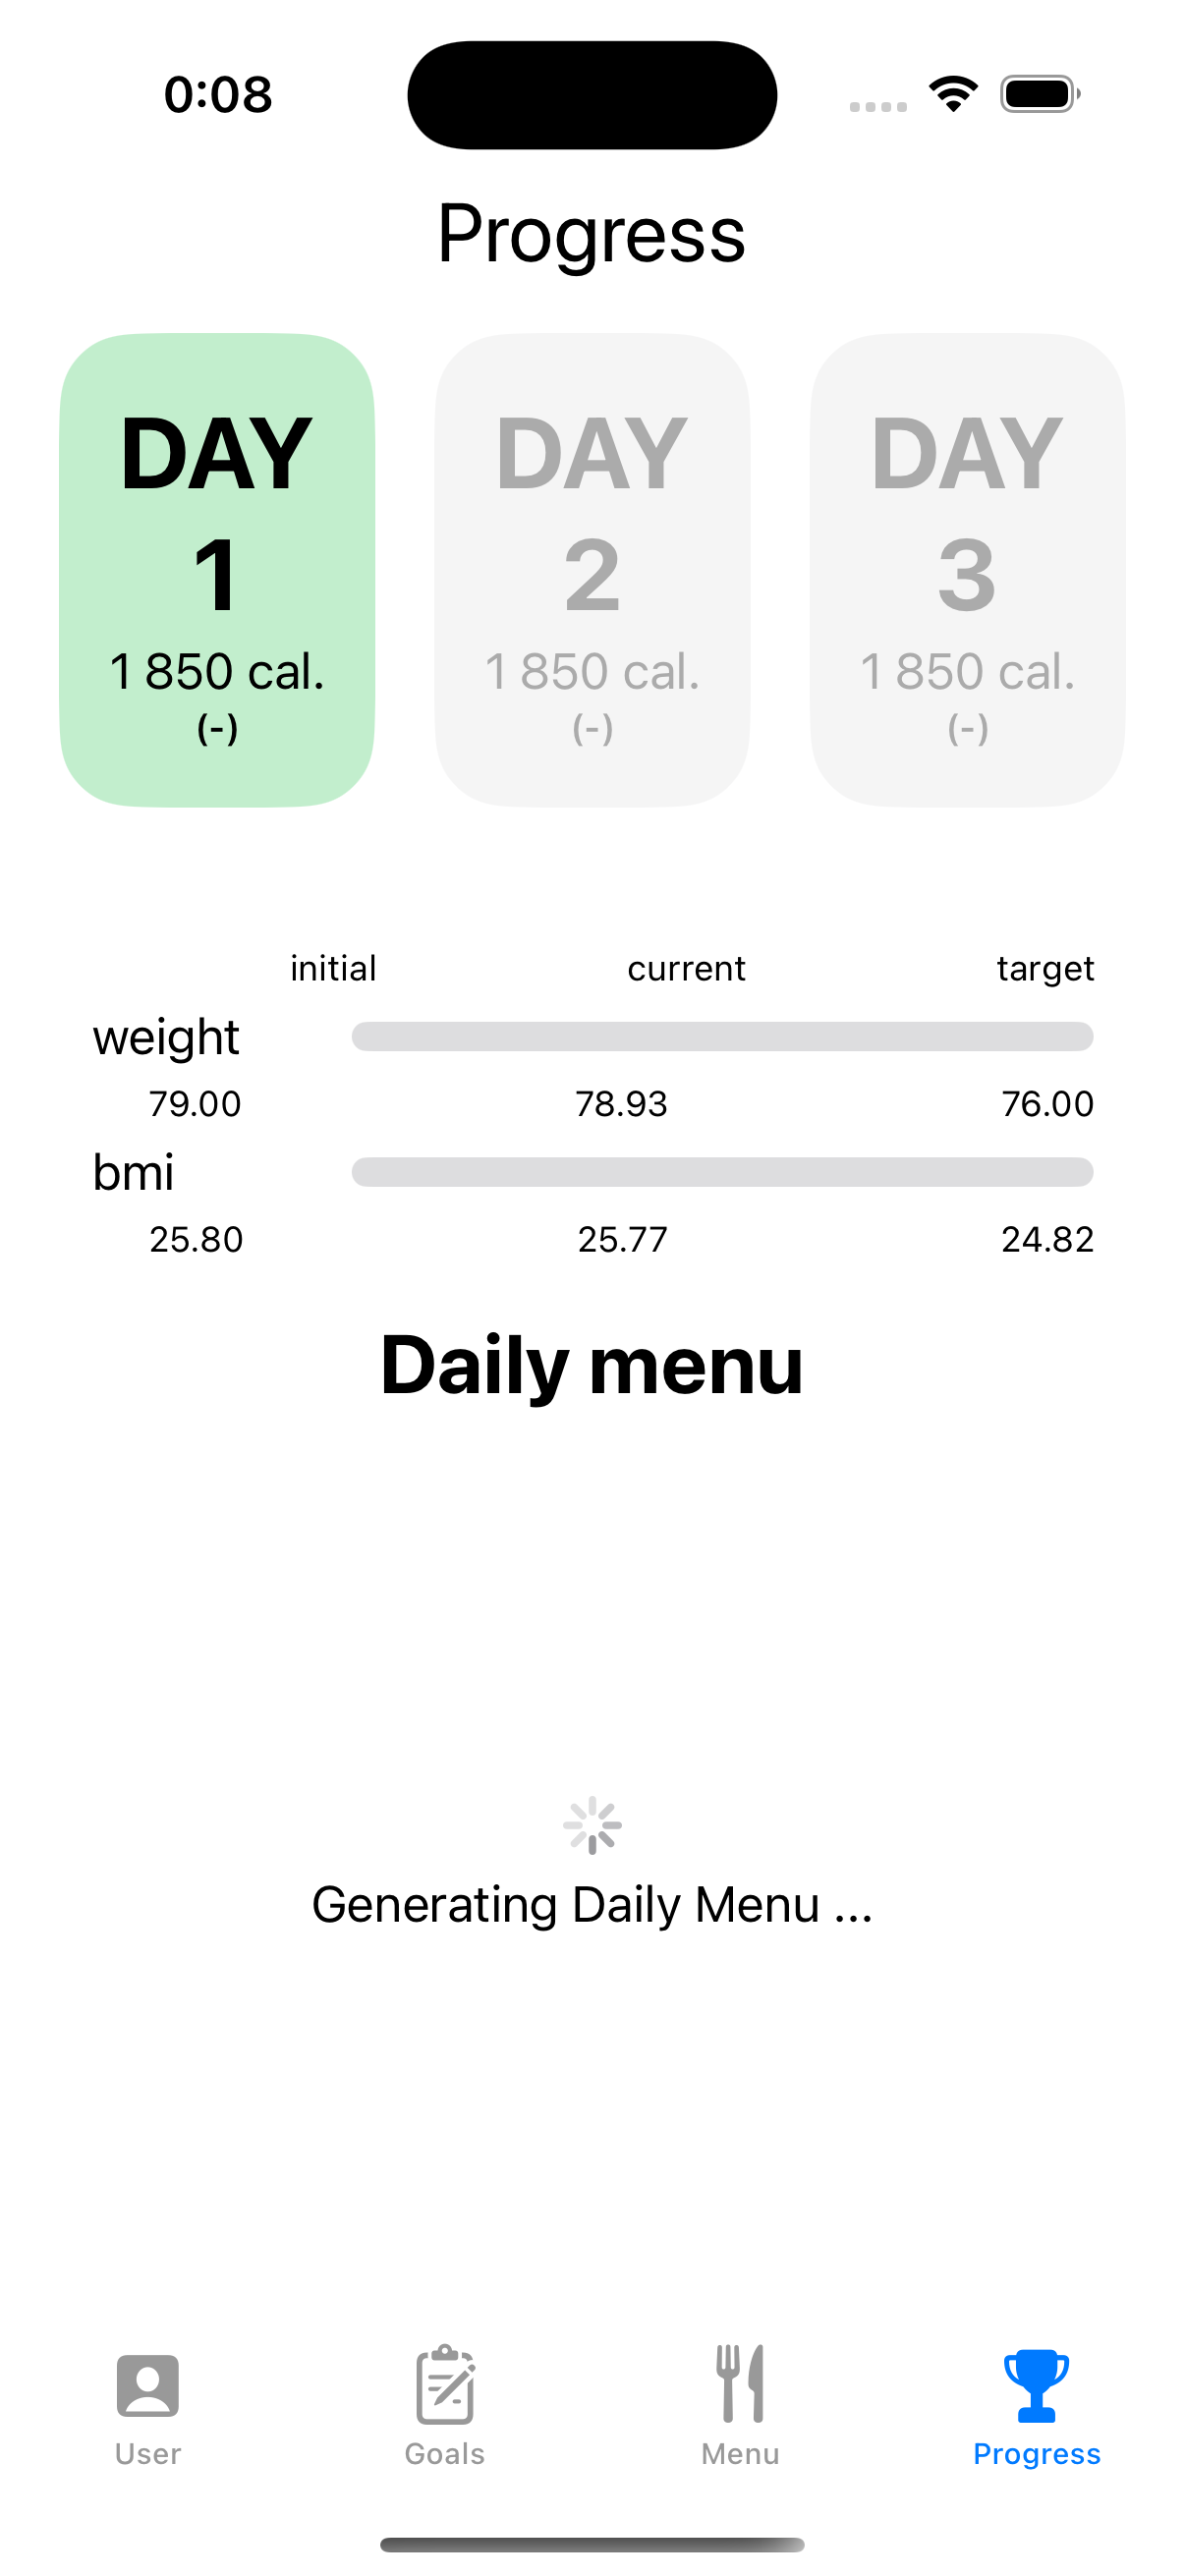 0:08
Progress
DAY DAY DAY
1 2 3
1 850 cal. 1 850 cal. 1 850 cal.
(-) (-) (-)
initial current target
weight
79.00 78.93 76.00
bmi
25.80 25.77 24.82
Daily menu
Generating Daily Menu ...
User Goals Menu Progress